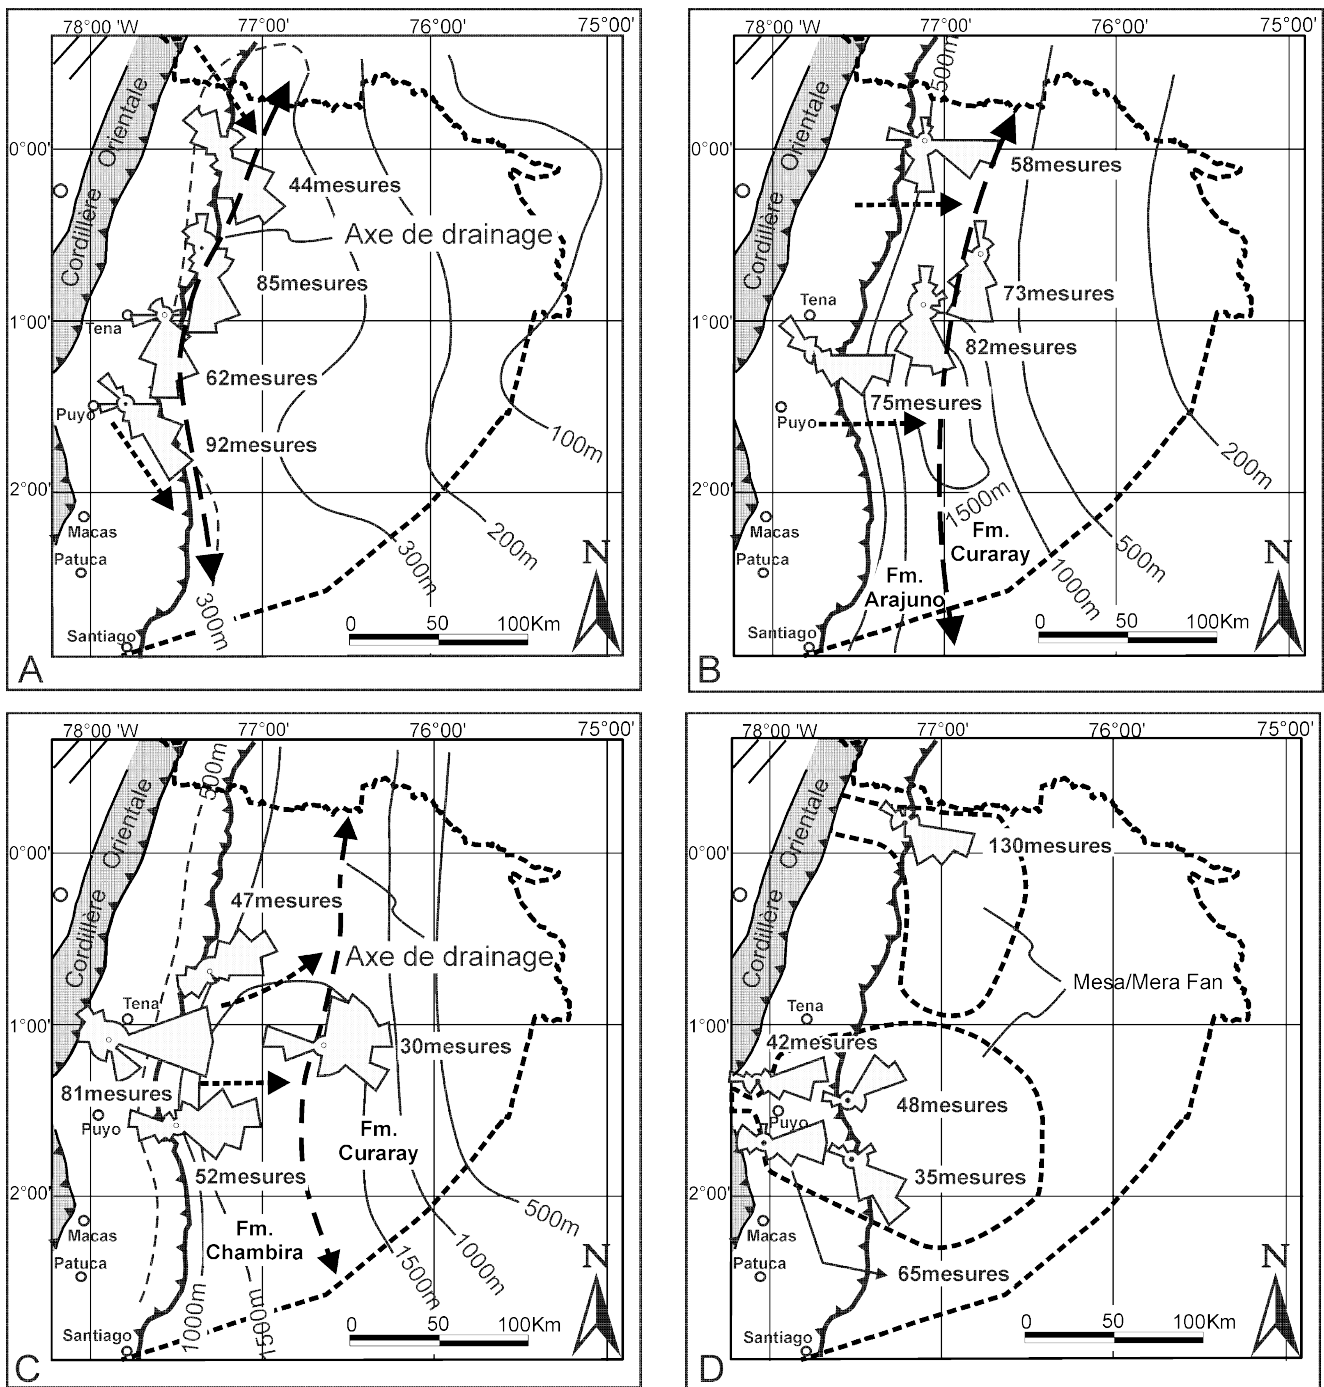 78°00 'W
77°00'
76°00'
75°00'
0°00'
1°00'
2°00'
Cordillère Orientale
44mesures
Axe de drainage
85mesures
Tena
62mesures
Puyo
92mesures
100m
200m
300m
300m
Macas
Patuca
Santiago
N
0 50 100Km
A
78°00 'W
77°00'
76°00'
75°00'
0°00'
1°00'
2°00'
Cordillère Orientale
500m
58mesures
73mesures
Tena
82mesures
75mesures
Puyo
200m
1500m
Fm.
Curaray
500m
1000m
Fm.
Arajuno
Macas
Patuca
Santiago
N
0 50 100Km
B
78°00 'W
77°00'
76°00'
75°00'
0°00'
1°00'
2°00'
Cordillère Orientale
500m
47mesures
Axe de drainage
Tena
30mesures
81mesures
Puyo
Fm.
Curaray
52mesures
500m
Fm.
Chambira
1000m
1500m
1000m
1500m
Macas
Patuca
Santiago
N
0 50 100Km
C
78°00 'W
77°00'
76°00'
75°00'
0°00'
1°00'
2°00'
Cordillère Orientale
130mesures
Mesa/Mera Fan
Tena
42mesures
48mesures
Puyo
35mesures
65mesures
Macas
Patuca
Santiago
N
0 50 100Km
D